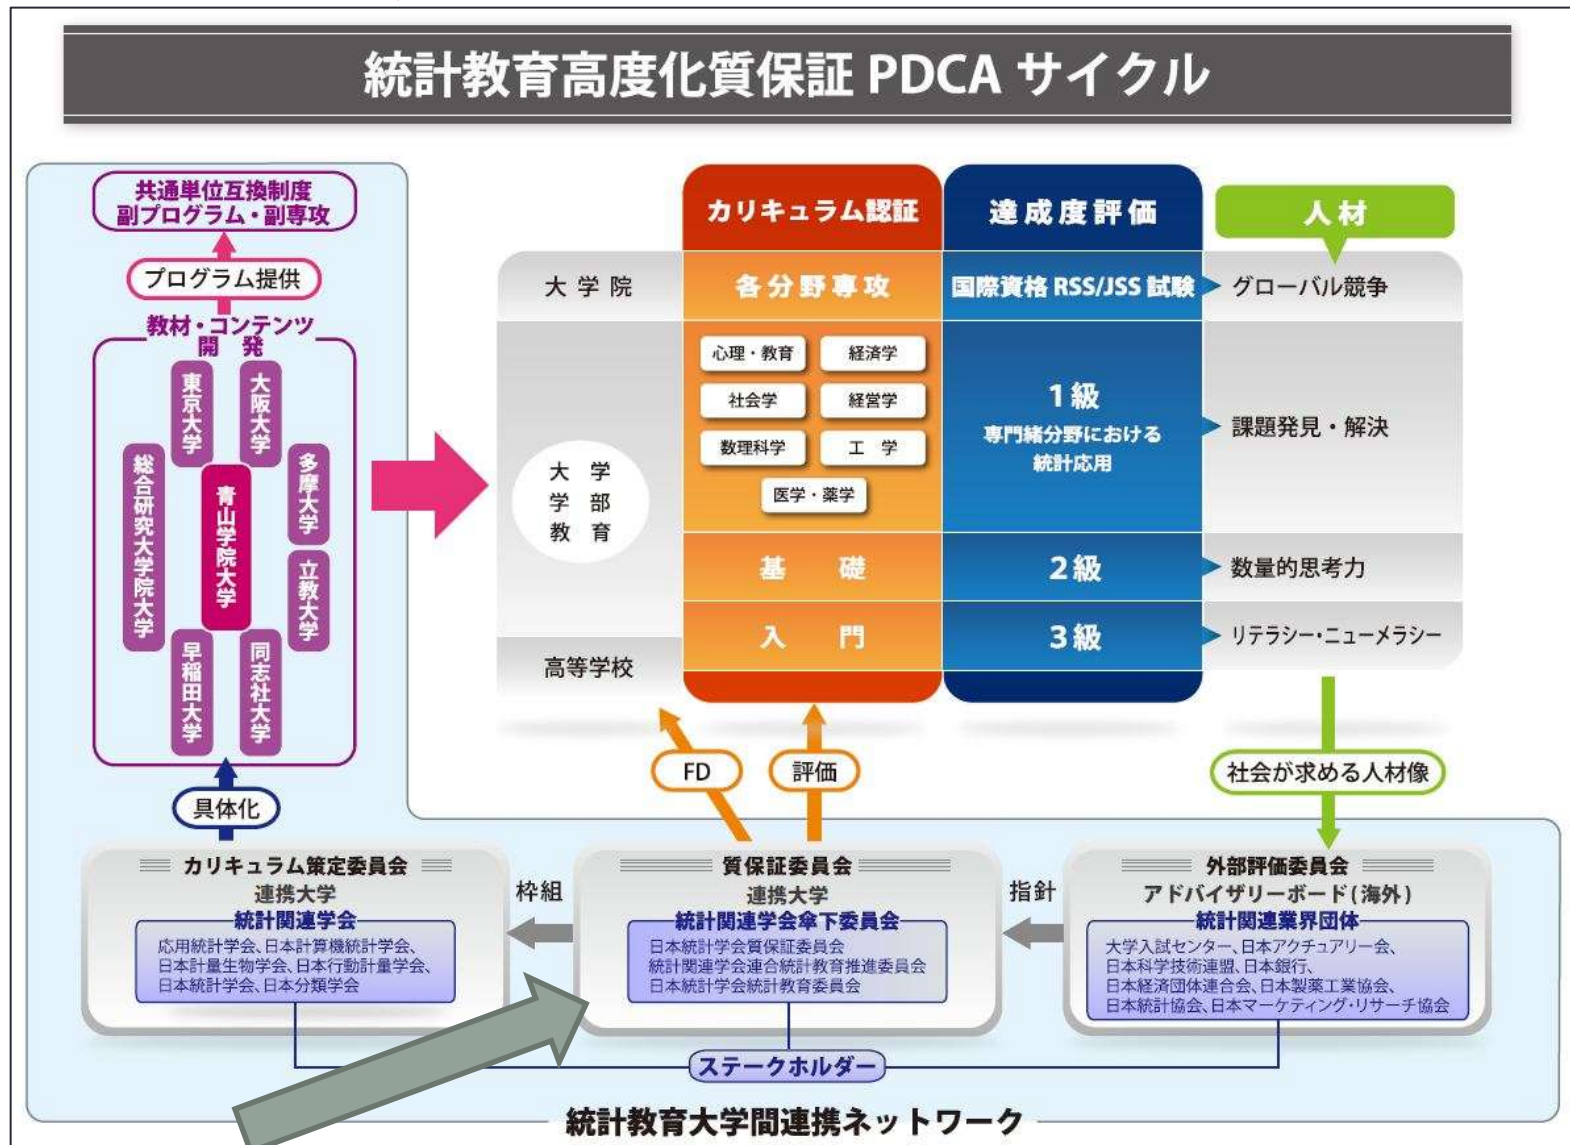 統計教育高度化質保証 PDCA サイクル
共通単位互換制度
副プログラム・副専攻
プログラム提供
教材・コンテンツ
開 発
東京大学
大阪大学
総合研究大学院大学
青山学院大学
多摩大学
立教大学
早稲田大学
同志社大学
具体化
カリキュラム認証
達成度評価
人材
大学院
各分野専攻
国際資格 RSS/JSS 試験
グローバル競争
大 学
学 部
教 育
心理・教育
経済学
社会学
経営学
数理科学
工 学
医学・薬学
1級
専門緒分野における
統計応用
課題発見・解決
基 礎
2級
数量的思考力
高等学校
入 門
3級
リテラシー・ニューメラシー
FD
評価
社会が求める人材像
カリキュラム策定委員会
連携大学
統計関連学会
応用統計学会、日本計算機統計学会、
日本計量生物学会、日本行動計量学会、
日本統計学会、日本分類学会
枠組
質保証委員会
連携大学
統計関連学会傘下委員会
日本統計学会質保証委員会
統計関連学会連合統計教育推進委員会
日本統計学会統計教育委員会
指針
外部評価委員会
アドバイザリーボード(海外)
統計関連業界団体
大学入試センター、日本アクチュアリー会、
日本科学技術連盟、日本銀行、
日本経済団体連合会、日本製薬工業協会、
日本統計協会、日本マーケティング・リサーチ協会
ステークホルダー
統計教育大学間連携ネットワーク